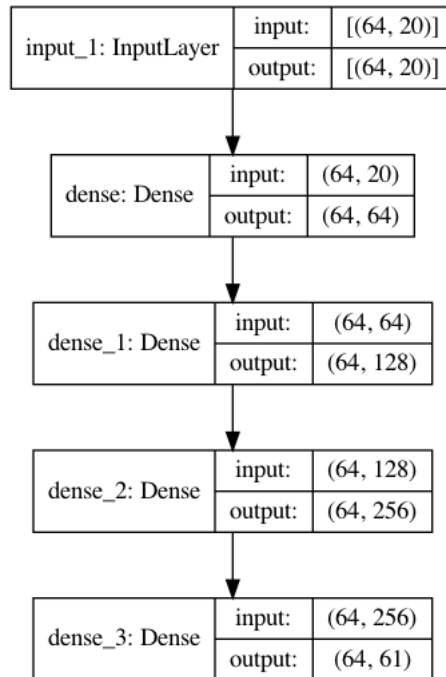 input_1: InputLayer
input: [(64, 20)]
output: [(64, 20)]
dense: Dense
input: (64, 20)
output: (64, 64)
dense_1: Dense
input: (64, 64)
output: (64, 128)
dense_2: Dense
input: (64, 128)
output: (64, 256)
dense_3: Dense
input: (64, 256)
output: (64, 61)